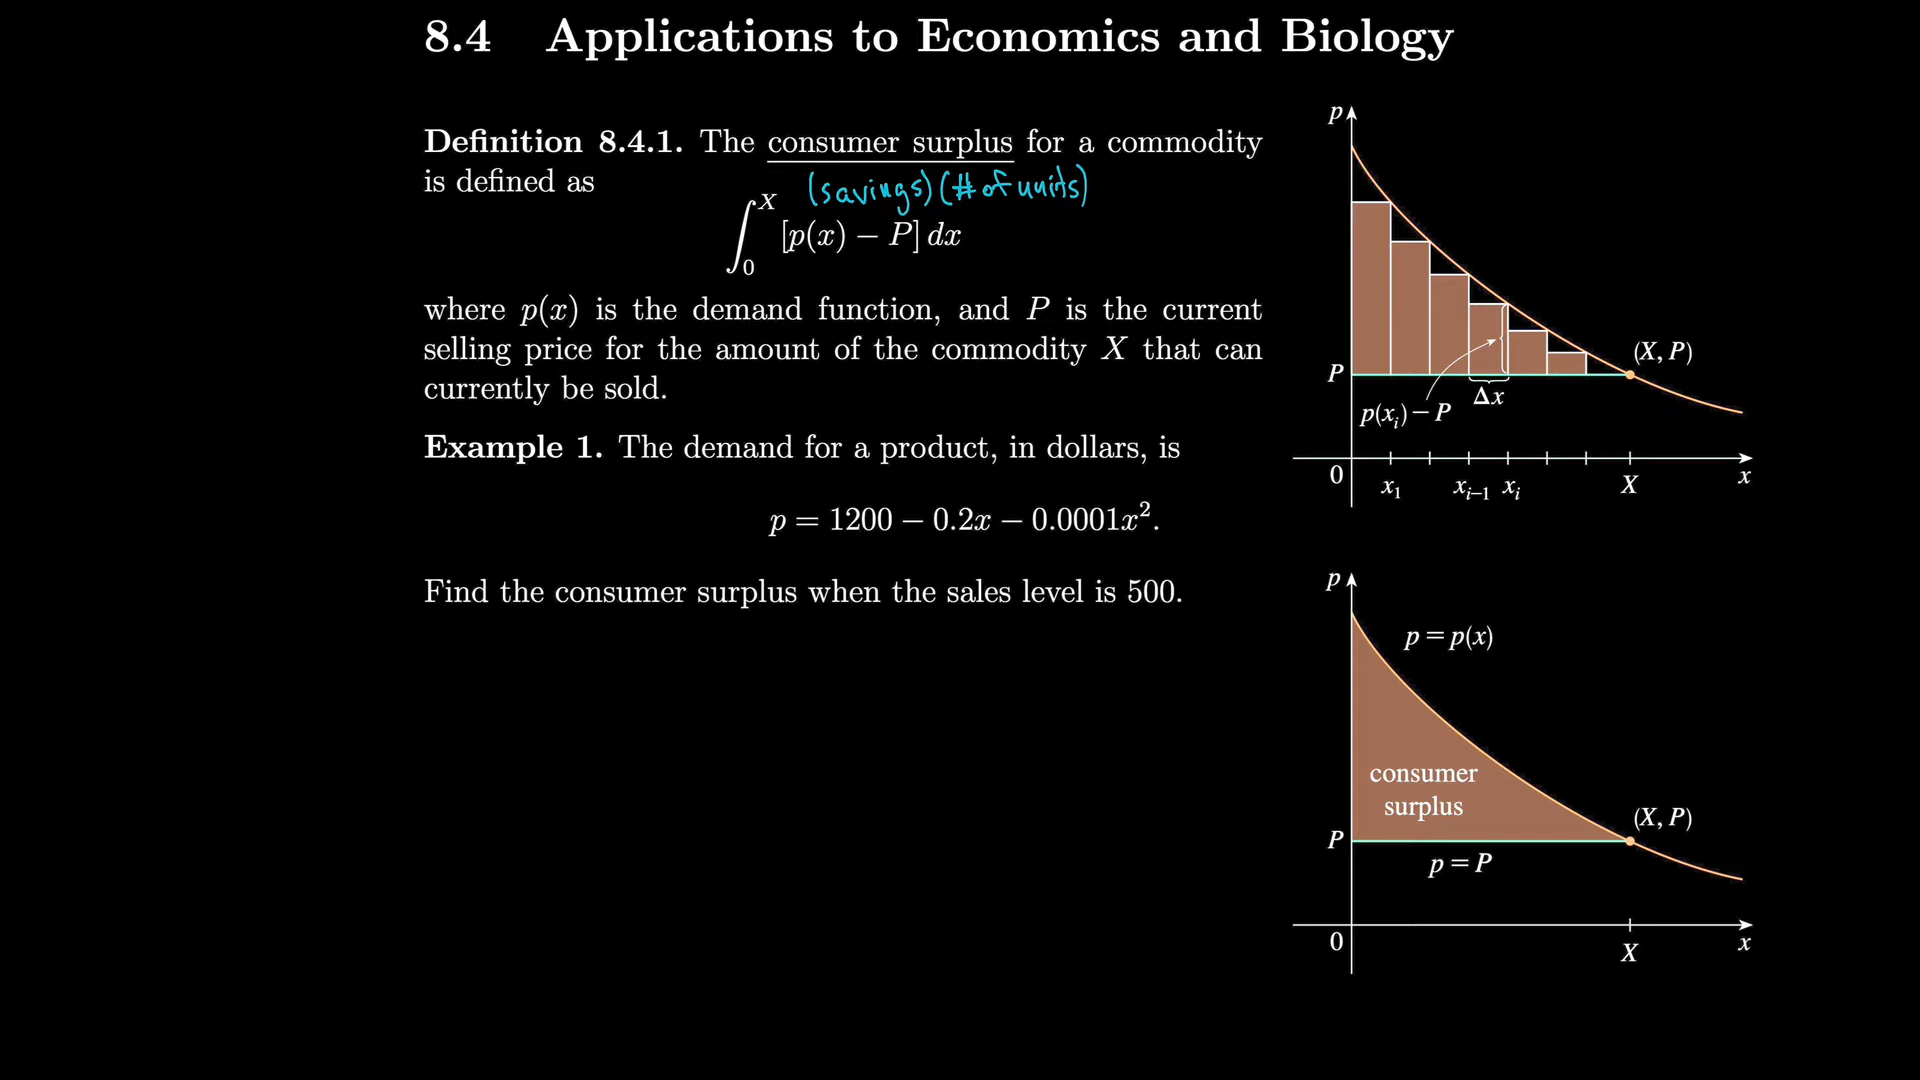 8.4 Applications to Economics and Biology
Definition 8.4.1. The consumer surplus for a commodity
is defined as
(savings)(# of units)
∫₀^X [p(x) − P] dx
where p(x) is the demand function, and P is the current
selling price for the amount of the commodity X that can
currently be sold.
Example 1. The demand for a product, in dollars, is
p = 1200 − 0.2x − 0.0001x².
Find the consumer surplus when the sales level is 500.
p
(X, P)
P
Δx
p(xᵢ) − P
0
x₁
xᵢ₋₁
xᵢ
X
x
p
p = p(x)
consumer
surplus
(X, P)
P
p = P
0
X
x